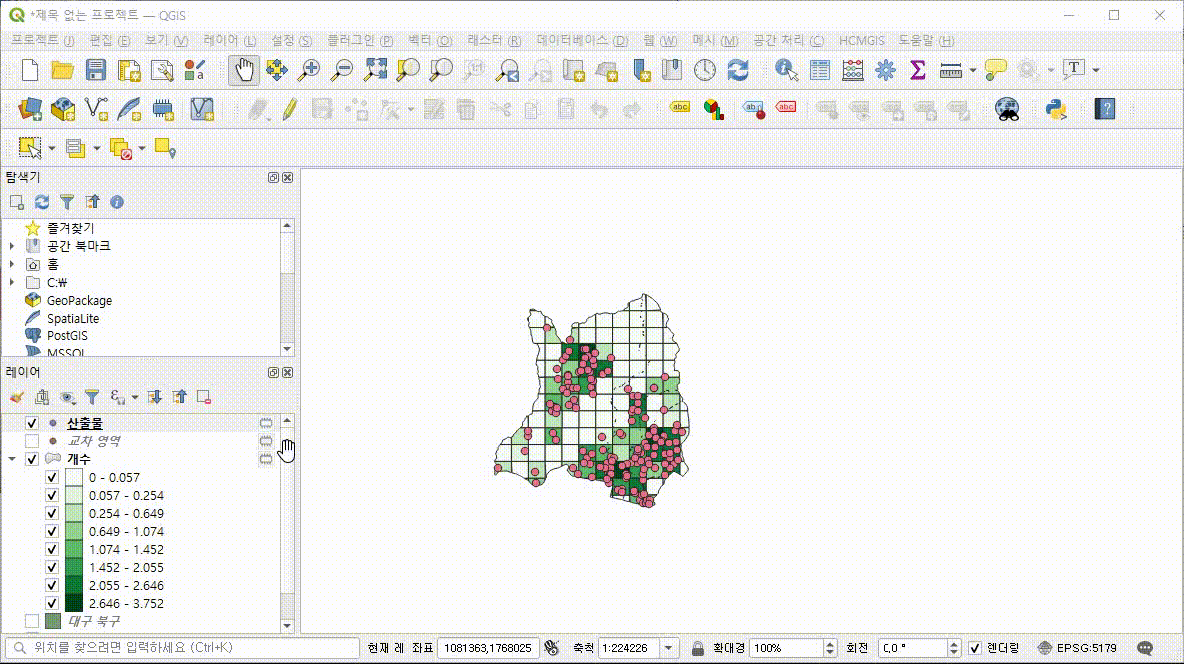 *제목 없는 프로젝트 — QGIS
프로젝트 (J) 편집 (E) 보기 (V) 레이어 (L) 설정 (S) 플러그인 (P) 벡터 (O) 래스터 (R) 데이터베이스 (D) 웹 (W) 메시 (M) 공간 처리 (C) HCMGIS 도움말 (H)
탐색기
즐겨찾기
공간 북마크
홈
C:₩
GeoPackage
SpatiaLite
PostGIS
MSSQL
레이어
산출물
교차 영역
개수
0 - 0.057
0.057 - 0.254
0.254 - 0.649
0.649 - 1.074
1.074 - 1.452
1.452 - 2.055
2.055 - 2.646
2.646 - 3.752
대구 북구
위치를 찾으려면 입력하세요 (Ctrl+K) 현재 레 좌표 1081363,1768025 축척 1:224226 확대경 100% 회전 0,0 ° 렌더링 EPSG:5179